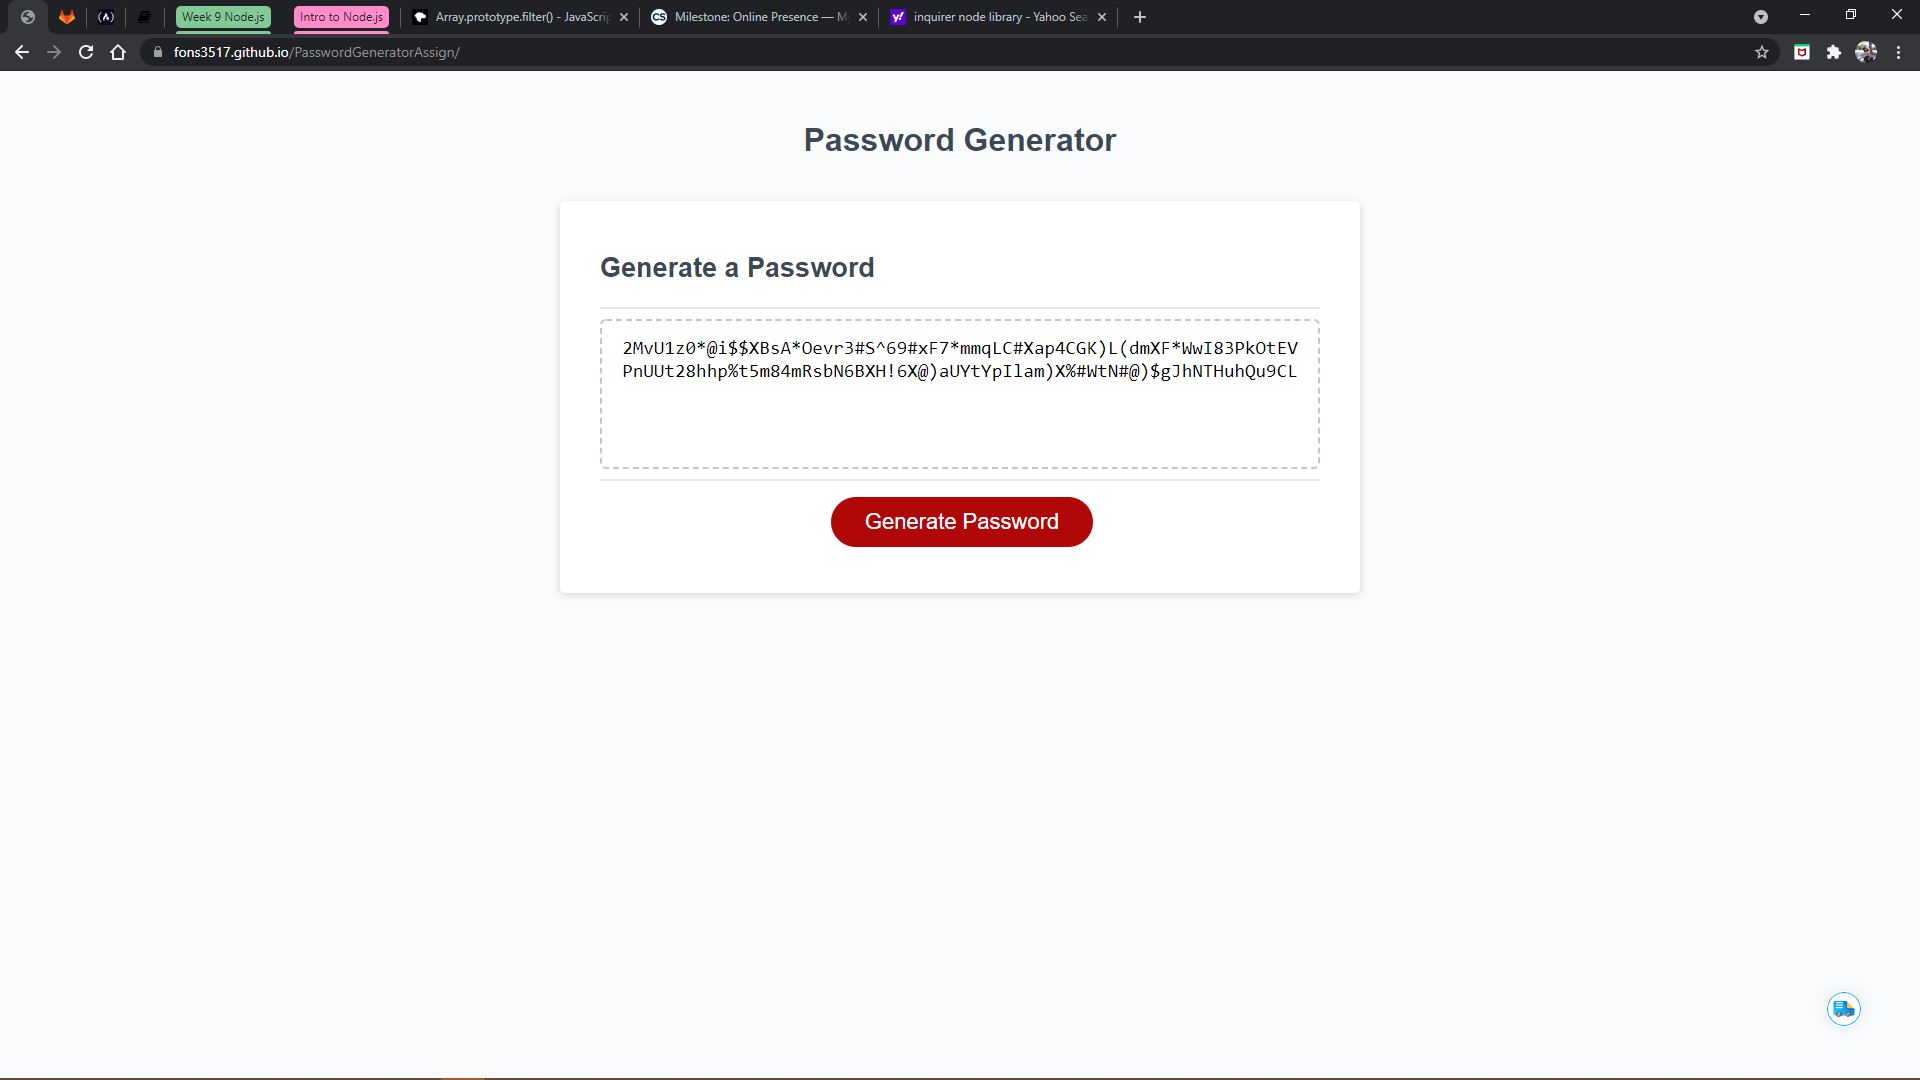 Week 9 Node.js
Intro to Node.js
Array.prototype.filter() - JavaScrip
Milestone: Online Presence — M
inquirer node library - Yahoo Sea
fons3517.github.io/PasswordGeneratorAssign/
Password Generator
Generate a Password
2MvU1z0*@i$$XBsA*Oevr3#S^69#xF7*mmqLC#Xap4CGK)L(dmXF*WwI83PkOtEV
PnUUt28hhp%t5m84mRsbN6BXH!6X@)aUYtYpIlam)X%#WtN#@)$gJhNTHuhQu9CL
Generate Password